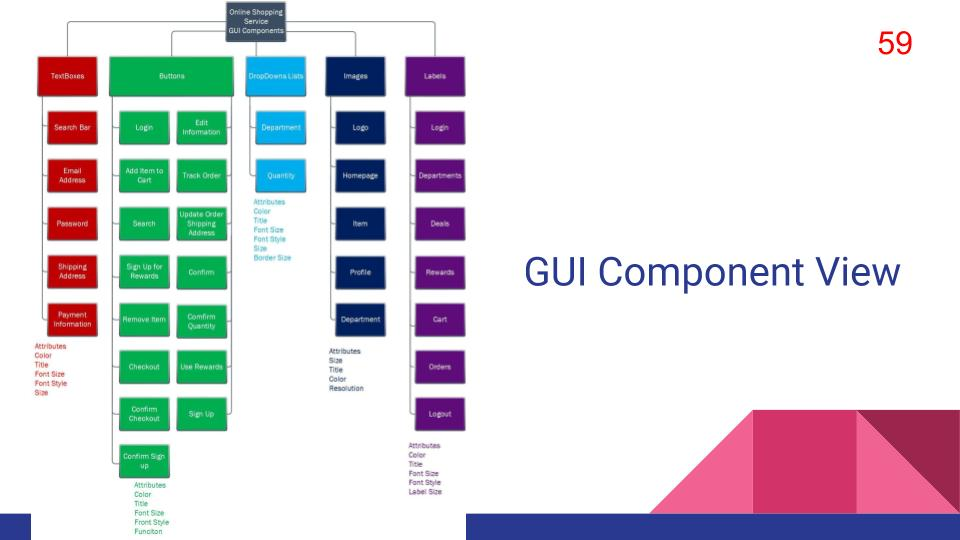 Online Shopping
Service
GUI Components
59
TextBoxes
Buttons
DropDowns Lists
Images
Labels
Search Bar
Email
Address
Password
Shipping
Address
Payment
Information
Attributes
Color
Title
Font Size
Font Style
Size
Login
Add Item to
Cart
Search
Sign Up for
Rewards
Remove Item
Checkout
Confirm
Checkout
Confirm Sign
up
Edit
Information
Track Order
Update Order
Shipping
Address
Confirm
Comfirm
Quantity
Use Rewards
Sign Up
Attributes
Color
Title
Font Size
Front Style
Funciton
Department
Quantity
Attributes
Color
Title
Font Size
Font Style
Size
Border Size
Logo
Homepage
Item
Profile
Department
Attributes
Size
Title
Color
Resolution
Login
Departments
Deals
Rewards
Cart
Orders
Logout
Attributes
Color
Title
Font Size
Font Style
Label Size
GUI Component View